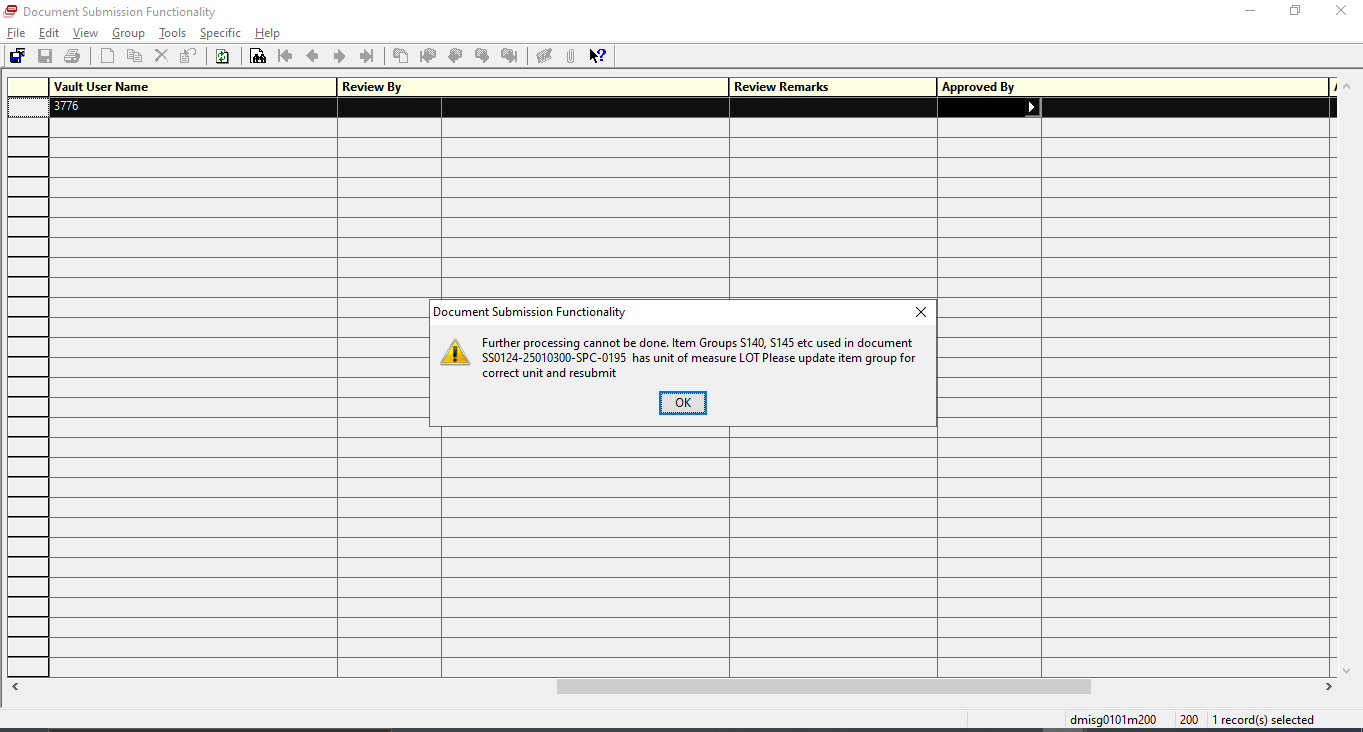 Document Submission Functionality
File Edit View Group Tools Specific Help
Vault User Name Review By Review Remarks Approved By
3776
Document Submission Functionality
Further processing cannot be done. Item Groups S140, S145 etc used in document
SS0124-25010300-SPC-0195 has unit of measure LOT Please update item group for
correct unit and resubmit
OK
dmisg0101m200 200 1 record(s) selected